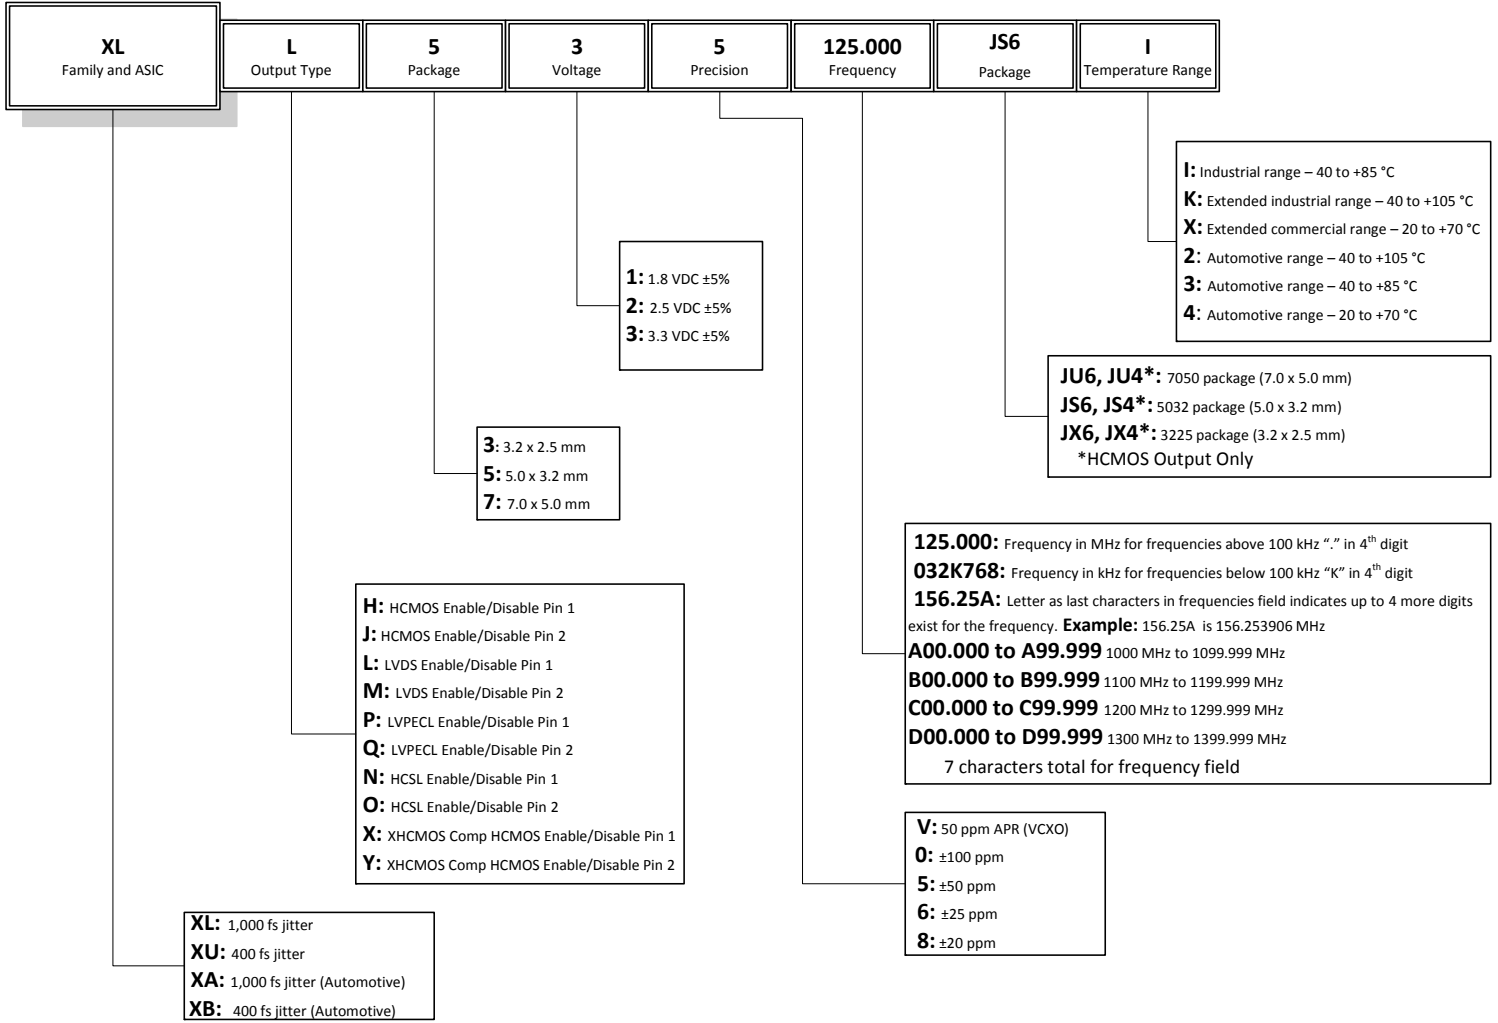 XL
Family and ASIC
L
Output Type
5
Package
3
Voltage
5
Precision
125.000
Frequency
JS6
Package
I
Temperature Range
I: Industrial range – 40 to +85 °C
K: Extended industrial range – 40 to +105 °C
X: Extended commercial range – 20 to +70 °C
2: Automotive range – 40 to +105 °C
3: Automotive range – 40 to +85 °C
4: Automotive range – 20 to +70 °C
1: 1.8 VDC ±5%
2: 2.5 VDC ±5%
3: 3.3 VDC ±5%
JU6, JU4*: 7050 package (7.0 x 5.0 mm)
JS6, JS4*: 5032 package (5.0 x 3.2 mm)
JX6, JX4*: 3225 package (3.2 x 2.5 mm)
*HCMOS Output Only
3: 3.2 x 2.5 mm
5: 5.0 x 3.2 mm
7: 7.0 x 5.0 mm
125.000: Frequency in MHz for frequencies above 100 kHz “.” in 4th digit
032K768: Frequency in kHz for frequencies below 100 kHz “K” in 4th digit
156.25A: Letter as last characters in frequencies field indicates up to 4 more digits
exist for the frequency. Example: 156.25A is 156.253906 MHz
A00.000 to A99.999 1000 MHz to 1099.999 MHz
B00.000 to B99.999 1100 MHz to 1199.999 MHz
C00.000 to C99.999 1200 MHz to 1299.999 MHz
D00.000 to D99.999 1300 MHz to 1399.999 MHz
7 characters total for frequency field
H: HCMOS Enable/Disable Pin 1
J: HCMOS Enable/Disable Pin 2
L: LVDS Enable/Disable Pin 1
M: LVDS Enable/Disable Pin 2
P: LVPECL Enable/Disable Pin 1
Q: LVPECL Enable/Disable Pin 2
N: HCSL Enable/Disable Pin 1
O: HCSL Enable/Disable Pin 2
X: XHCMOS Comp HCMOS Enable/Disable Pin 1
Y: XHCMOS Comp HCMOS Enable/Disable Pin 2
V: 50 ppm APR (VCXO)
0: ±100 ppm
5: ±50 ppm
6: ±25 ppm
8: ±20 ppm
XL: 1,000 fs jitter
XU: 400 fs jitter
XA: 1,000 fs jitter (Automotive)
XB: 400 fs jitter (Automotive)